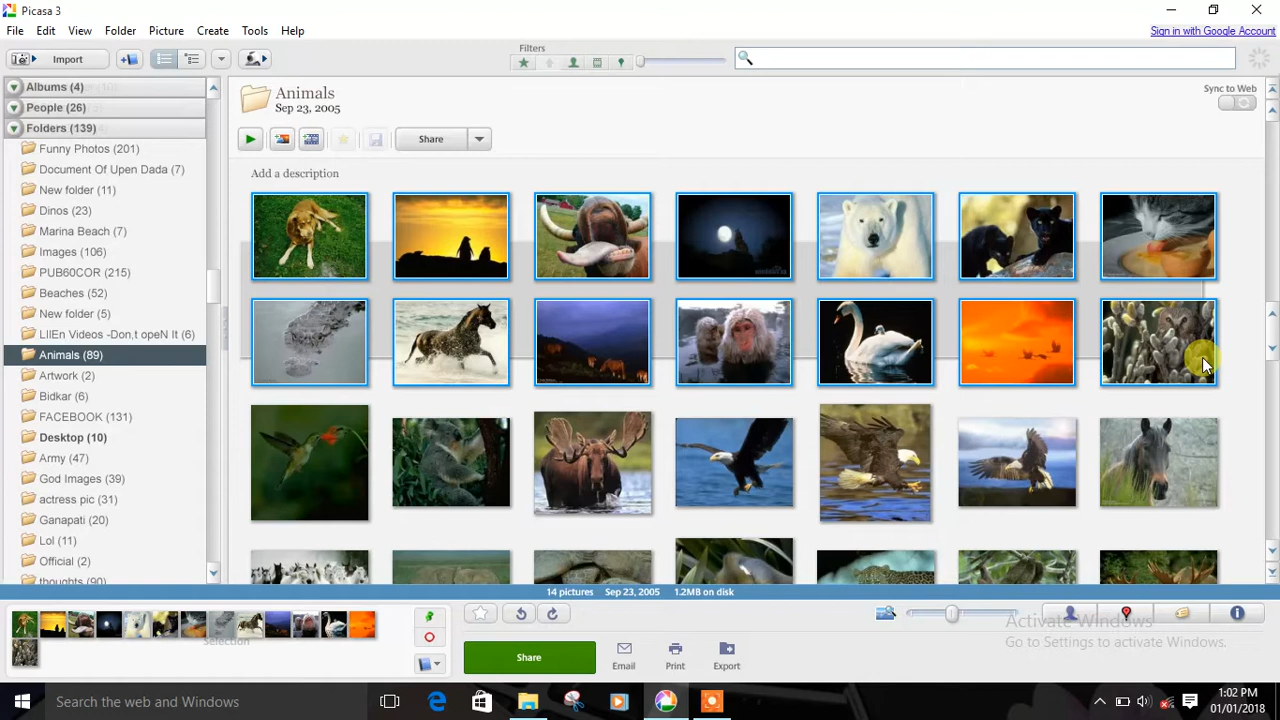 Picasa 3
File Edit View Folder Picture Create Tools Help
Sign in with Google Account
Import
Filters
Albums (4)
People (26)
Folders (139)
Funny Photos (201)
Document Of Upen Dada (7)
New folder (11)
Dinos (23)
Marina Beach (7)
Images (106)
PUB60COR (215)
Beaches (52)
New folder (3)
LIlEn Videos -Don,t opeN It (6)
Animals (89)
Artwork (2)
Bidkar (6)
FACEBOOK (131)
Desktop (10)
Army (47)
God Images (39)
actress pic (31)
Ganapati (20)
Lol (11)
Official (2)
thoughts (90)
Animals
Sep 23, 2005
Sync to Web
Share
Add a description
14 pictures Sep 23, 2005 1.2MB on disk
Selection
Share
Email
Print
Export
Activate Windows
Go to Settings to activate Windows.
Search the web and Windows
1:02 PM
01/01/2018